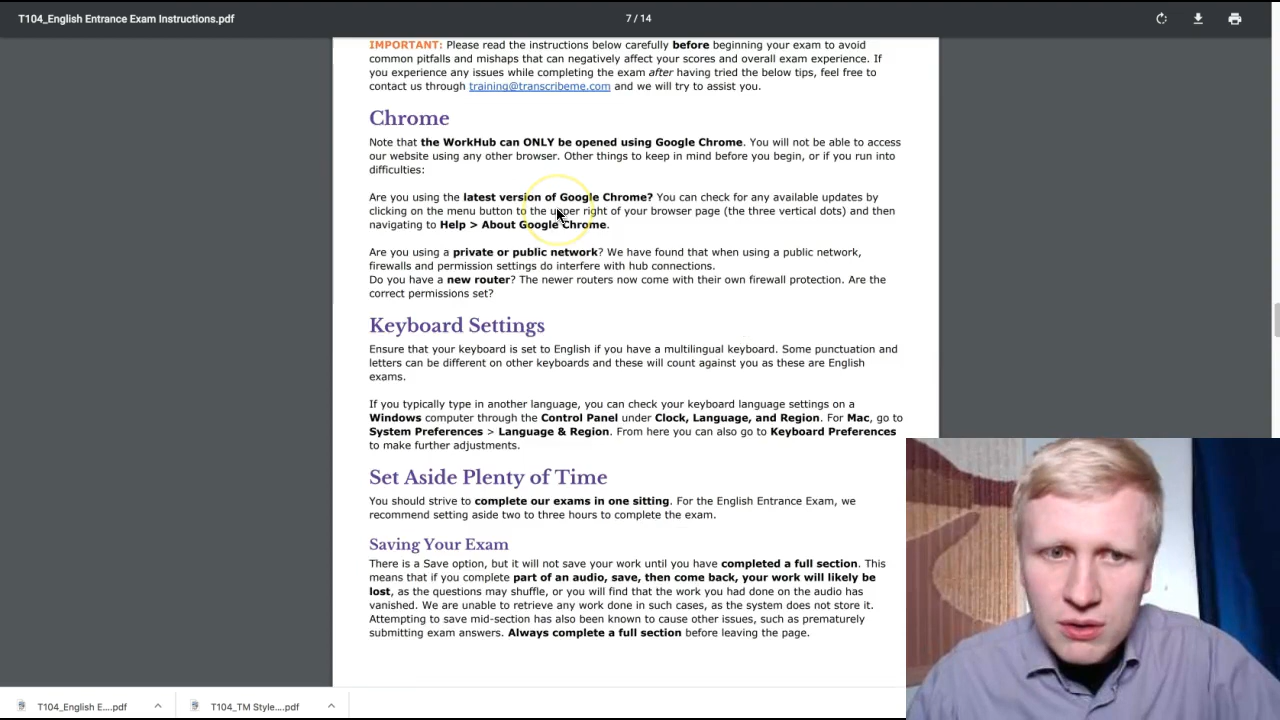 T104_English Entrance Exam Instructions.pdf
7 / 14
IMPORTANT: Please read the instructions below carefully before beginning your exam to avoid
common pitfalls and mishaps that can negatively affect your scores and overall exam experience. If
you experience any issues while completing the exam after having tried the below tips, feel free to
contact us through training@transcribeme.com and we will try to assist you.
Chrome
Note that the WorkHub can ONLY be opened using Google Chrome. You will not be able to access
our website using any other browser. Other things to keep in mind before you begin, or if you run into
difficulties:
Are you using the latest version of Google Chrome? You can check for any available updates by
clicking on the menu button to the upper right of your browser page (the three vertical dots) and then
navigating to Help > About Google Chrome.
Are you using a private or public network? We have found that when using a public network,
firewalls and permission settings do interfere with hub connections.
Do you have a new router? The newer routers now come with their own firewall protection. Are the
correct permissions set?
Keyboard Settings
Ensure that your keyboard is set to English if you have a multilingual keyboard. Some punctuation and
letters can be different on other keyboards and these will count against you as these are English
exams.
If you typically type in another language, you can check your keyboard language settings on a
Windows computer through the Control Panel under Clock, Language, and Region. For Mac, go to
System Preferences > Language & Region. From here you can also go to Keyboard Preferences
to make further adjustments.
Set Aside Plenty of Time
You should strive to complete our exams in one sitting. For the English Entrance Exam, we
recommend setting aside two to three hours to complete the exam.
Saving Your Exam
There is a Save option, but it will not save your work until you have completed a full section. This
means that if you complete part of an audio, save, then come back, your work will likely be
lost, as the questions may shuffle, or you will find that the work you had done on the audio has
vanished. We are unable to retrieve any work done in such cases, as the system does not store it.
Attempting to save mid-section has also been known to cause other issues, such as prematurely
submitting exam answers. Always complete a full section before leaving the page.
T104_English E....pdf
T104_TM Style....pdf